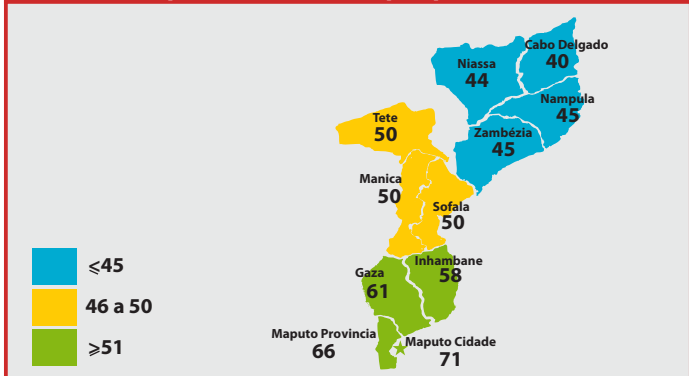 Cabo Delgado
40
Niassa
44
Nampula
45
Zambézia
45
Tete
50
Manica
50
Sofala
50
Inhambane
58
Gaza
61
Maputo Provincia
66
Maputo Cidade
71
⩽45
46 a 50
⩾51